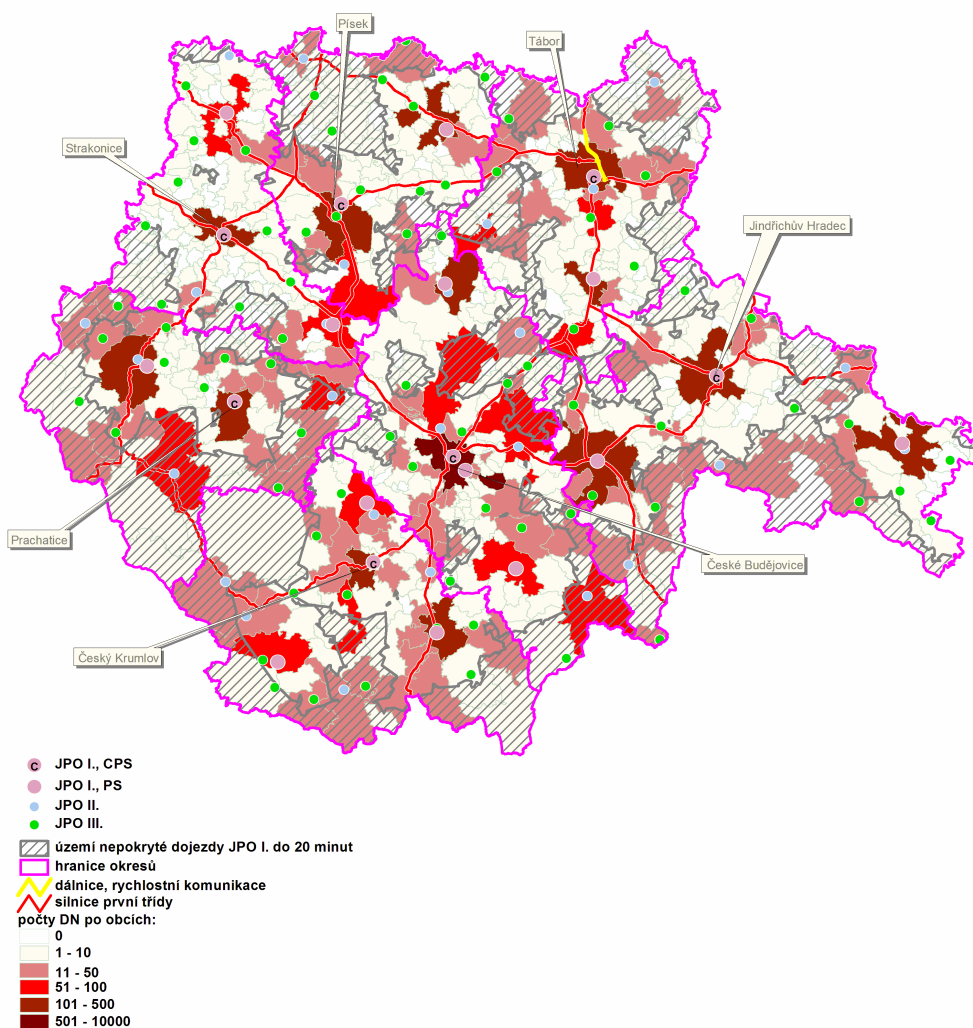 Písek
Tábor
Strakonice
Jindřichův Hradec
Prachatice
České Budějovice
Český Krumlov
C
C
C
C
C
C
C
C JPO I., CPS
JPO I., PS
JPO II.
JPO III.
území nepokryté dojezdy JPO I. do 20 minut
hranice okresů
dálnice, rychlostní komunikace
silnice první třídy
počty DN po obcích:
0
1 - 10
11 - 50
51 - 100
101 - 500
501 - 10000